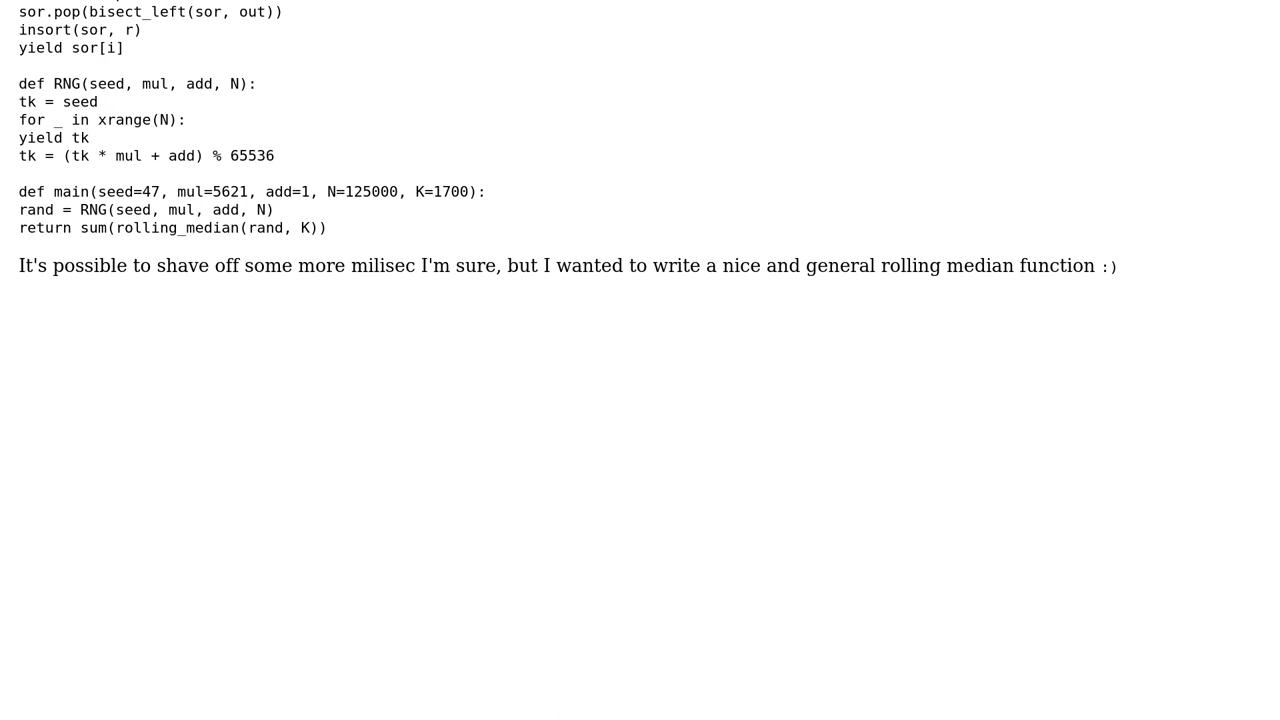 sor.pop(bisect_left(sor, out))
insort(sor, r)
yield sor[i]
def RNG(seed, mul, add, N):
tk = seed
for _ in xrange(N):
yield tk
tk = (tk * mul + add) % 65536
def main(seed=47, mul=5621, add=1, N=125000, K=1700):
rand = RNG(seed, mul, add, N)
return sum(rolling_median(rand, K))
It's possible to shave off some more milisec I'm sure, but I wanted to write a nice and general rolling median function :)